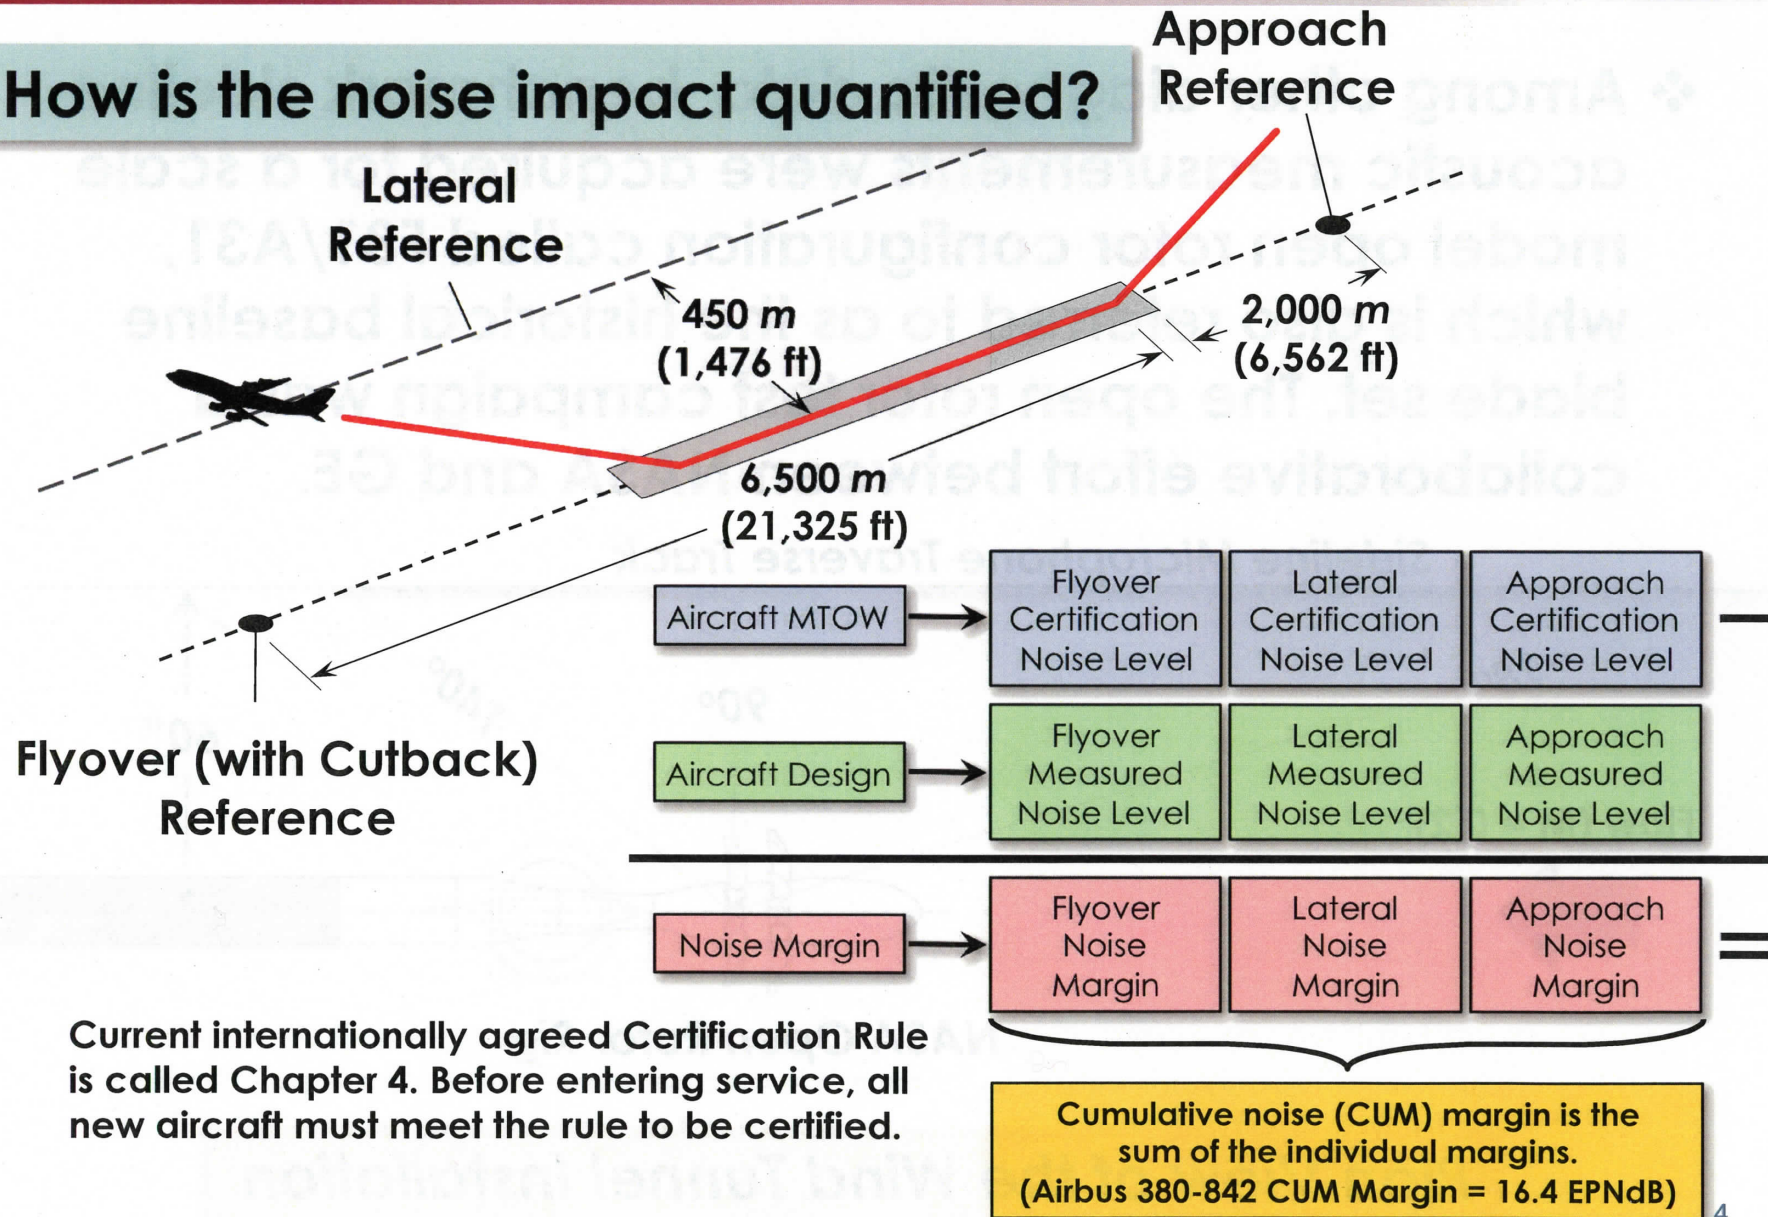 How is the noise impact quantified?
Approach
Reference
Lateral
Reference
450 m
(1,476 ft)
2,000 m
(6,562 ft)
6,500 m
(21,325 ft)
Flyover (with Cutback)
Reference
Aircraft MTOW
Flyover
Certification
Noise Level
Lateral
Certification
Noise Level
Approach
Certification
Noise Level
Aircraft Design
Flyover
Measured
Noise Level
Lateral
Measured
Noise Level
Approach
Measured
Noise Level
Noise Margin
Flyover
Noise
Margin
Lateral
Noise
Margin
Approach
Noise
Margin
Current internationally agreed Certification Rule
is called Chapter 4. Before entering service, all
new aircraft must meet the rule to be certified.
Cumulative noise (CUM) margin is the
sum of the individual margins.
(Airbus 380-842 CUM Margin = 16.4 EPNdB)
4